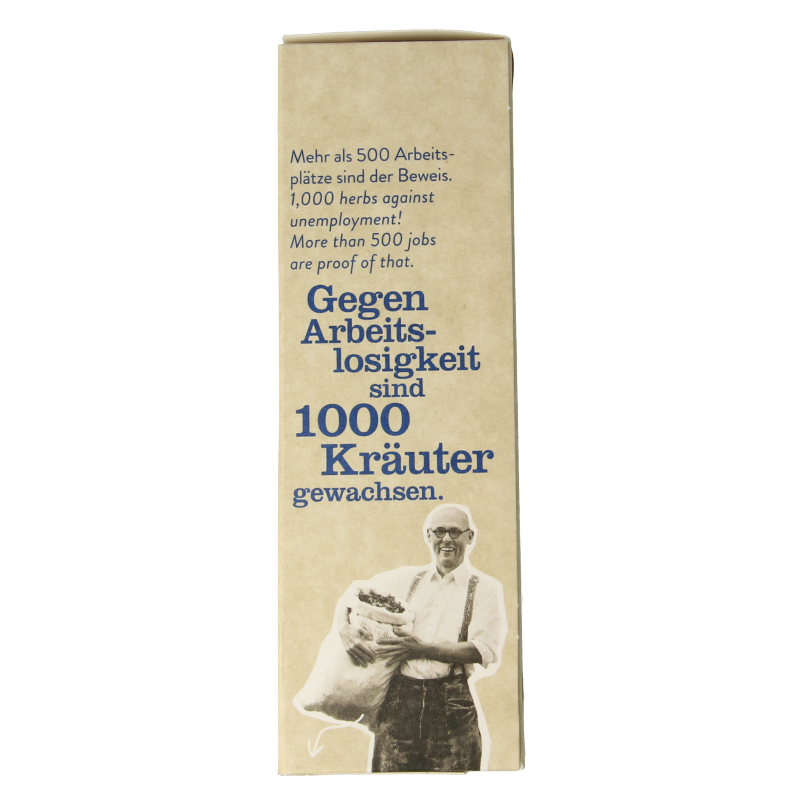 Mehr als 500 Arbeits-
plätze sind der Beweis.
1,000 herbs against
unemployment!
More than 500 jobs
are proof of that.
Gegen
Arbeits-
losigkeit
sind
1000
Kräuter
gewachsen.